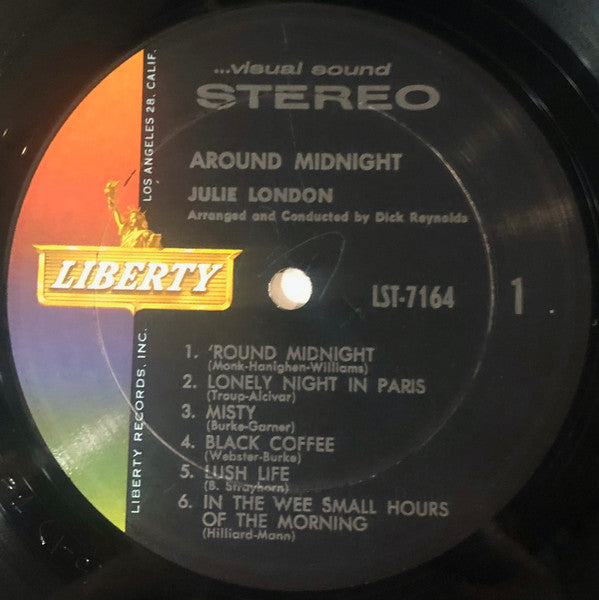 ...visual sound
STEREO
AROUND MIDNIGHT
JULIE LONDON
Arranged and Conducted by Dick Reynolds
LOS ANGELES 28, CALIF.
LIBERTY
LIBERTY RECORDS, INC.
LST-7164
1
1. 'ROUND MIDNIGHT
(Monk-Hanighen-Williams)
2. LONELY NIGHT IN PARIS
(Troup-Alcivar)
3. MISTY
(Burke-Garner)
4. BLACK COFFEE
(Webster-Burke)
5. LUSH LIFE
(B. Strayhorn)
6. IN THE WEE SMALL HOURS
OF THE MORNING
(Hilliard-Mann)